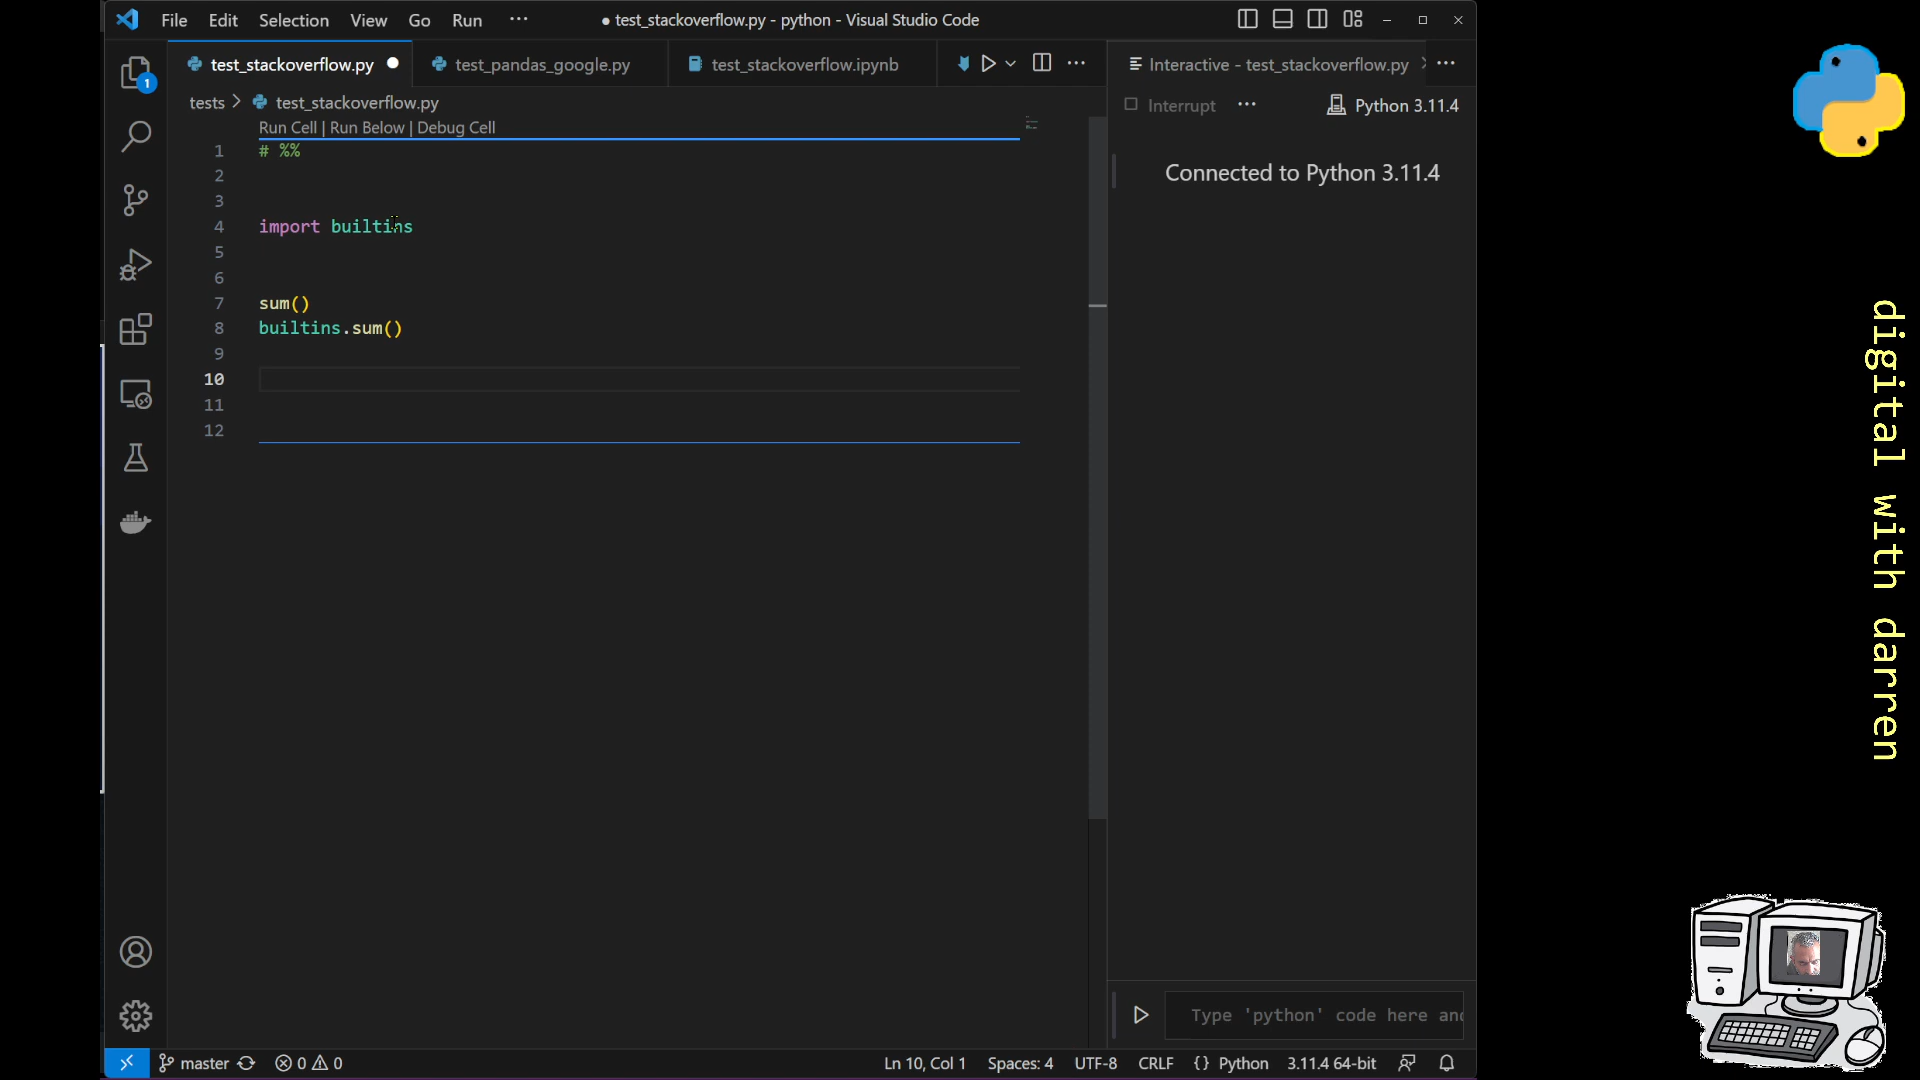 File Edit Selection View Go Run ··· ● test_stackoverflow.py - python - Visual Studio Code
test_stackoverflow.py ● test_pandas_google.py test_stackoverflow.ipynb ··· Interactive - test_stackoverflow.py ···
tests > test_stackoverflow.py
Interrupt ··· Python 3.11.4
Run Cell | Run Below | Debug Cell
1 # %%
2
3
4 import builtins
5
6
7 sum()
8 builtins.sum()
9
10
11
12
Connected to Python 3.11.4
Type 'python' code here and
1
master 0 0 Ln 10, Col 1 Spaces: 4 UTF-8 CRLF {} Python 3.11.4 64-bit
digital with darren